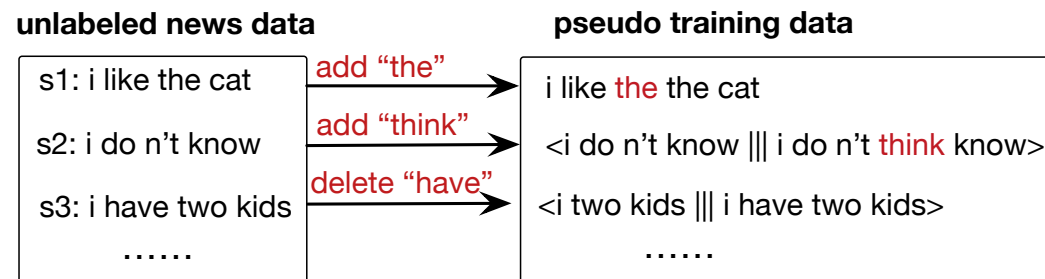 unlabeled news data
pseudo training data
s1: i like the cat
add “the”
i like the the cat
s2: i do n’t know
add “think”
<i do n’t know ||| i do n’t think know>
s3: i have two kids
delete “have”
<i two kids ||| i have two kids>
......
......